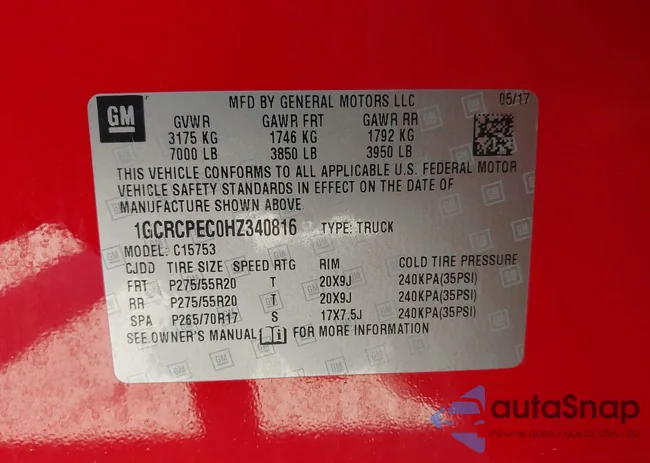 GM
MFD BY GENERAL MOTORS LLC 05/17
GVWR GAWR FRT GAWR RR
3175 KG 1746 KG 1792 KG
7000 LB 3850 LB 3950 LB
THIS VEHICLE CONFORMS TO ALL APPLICABLE U.S. FEDERAL MOTOR
VEHICLE SAFETY STANDARDS IN EFFECT ON THE DATE OF
MANUFACTURE SHOWN ABOVE.
1GCRCPEC0HZ340816 TYPE: TRUCK
MODEL: C15753
CJDD TIRE SIZE SPEED RTG RIM COLD TIRE PRESSURE
FRT P275/55R20 T 20X9J 240KPA(35PSI)
RR P275/55R20 T 20X9J 240KPA(35PSI)
SPA P265/70R17 S 17X7.5J 240KPA(35PSI)
SEE OWNER'S MANUAL FOR MORE INFORMATION
autaSnap